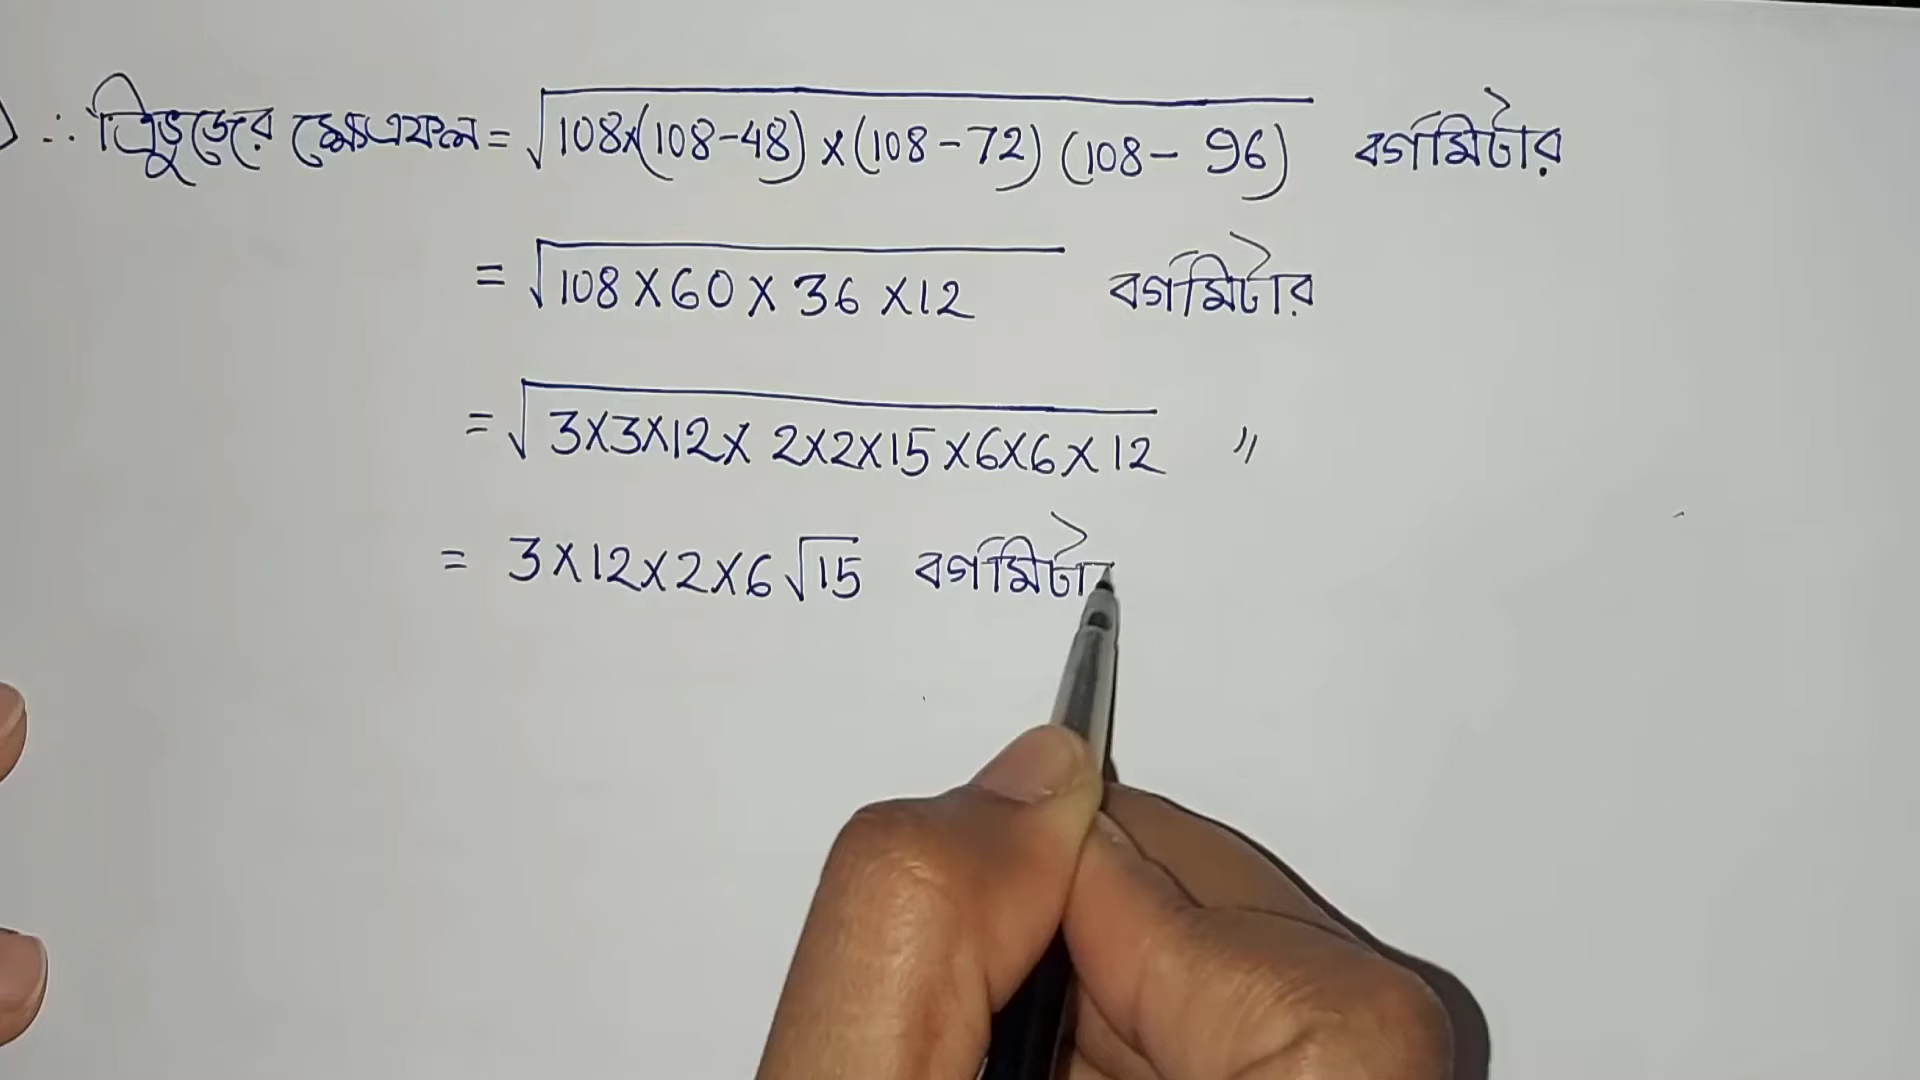 ∴ ত্রিভুজের ক্ষেত্রফল = √108×(108-48)×(108-72)(108-96) বর্গমিটার
= √108×60×36×12 বর্গমিটার
= √3×3×12×2×2×15×6×6×12 〃
= 3×12×2×6√15 বর্গমিটার